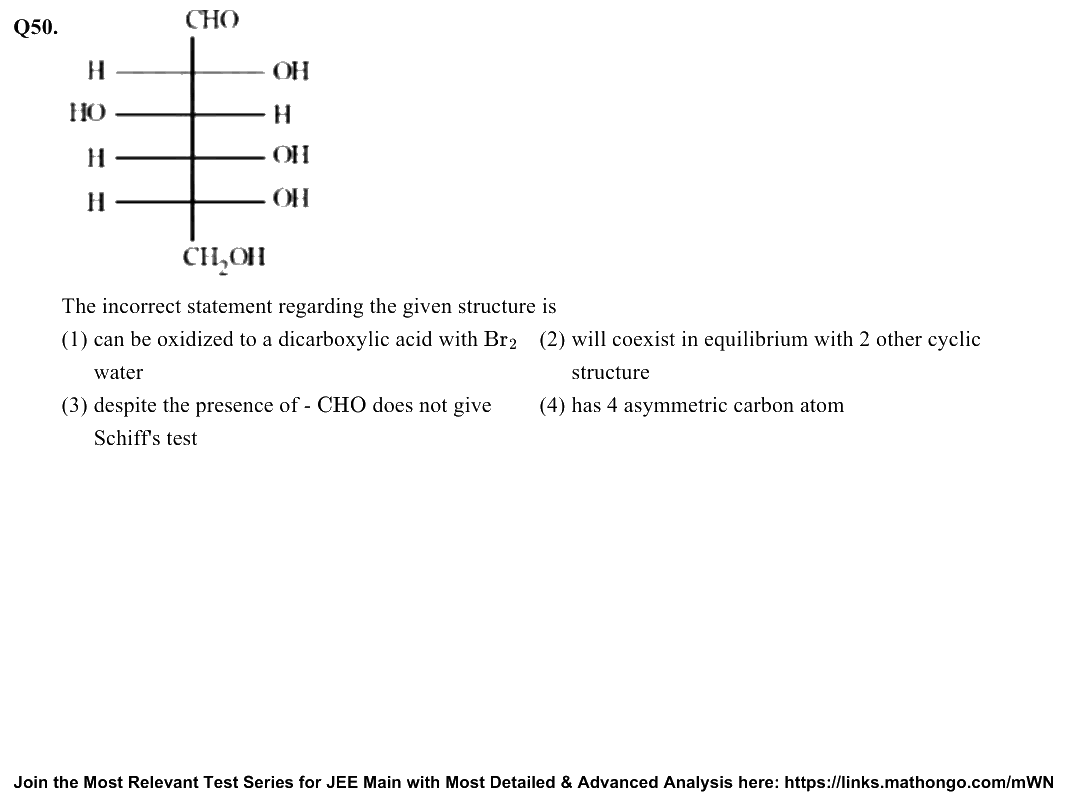 Q50.
CHO
H OH
HO H
H OH
H OH
CH₂OH
The incorrect statement regarding the given structure is
(1) can be oxidized to a dicarboxylic acid with Br₂ water
(2) will coexist in equilibrium with 2 other cyclic structure
(3) despite the presence of - CHO does not give Schiff's test
(4) has 4 asymmetric carbon atom
Join the Most Relevant Test Series for JEE Main with Most Detailed & Advanced Analysis here: https://links.mathongo.com/mWN